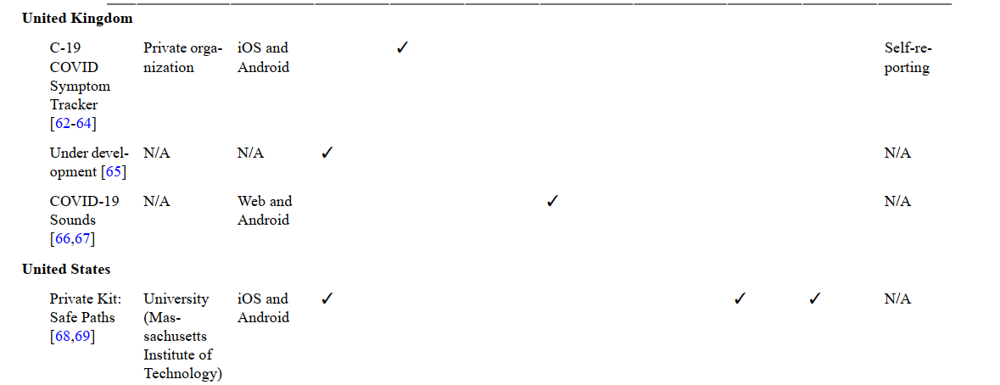 United Kingdom
C-19 Private orga- iOS and ✓ Self-re-
COVID nization Android porting
Symptom
Tracker
[62-64]
Under devel- N/A N/A ✓ N/A
opment [65]
COVID-19 N/A Web and ✓ N/A
Sounds Android
[66,67]
United States
Private Kit: University iOS and ✓ ✓ ✓ N/A
Safe Paths (Mas- Android
[68,69] sachusetts
Institute of
Technology)